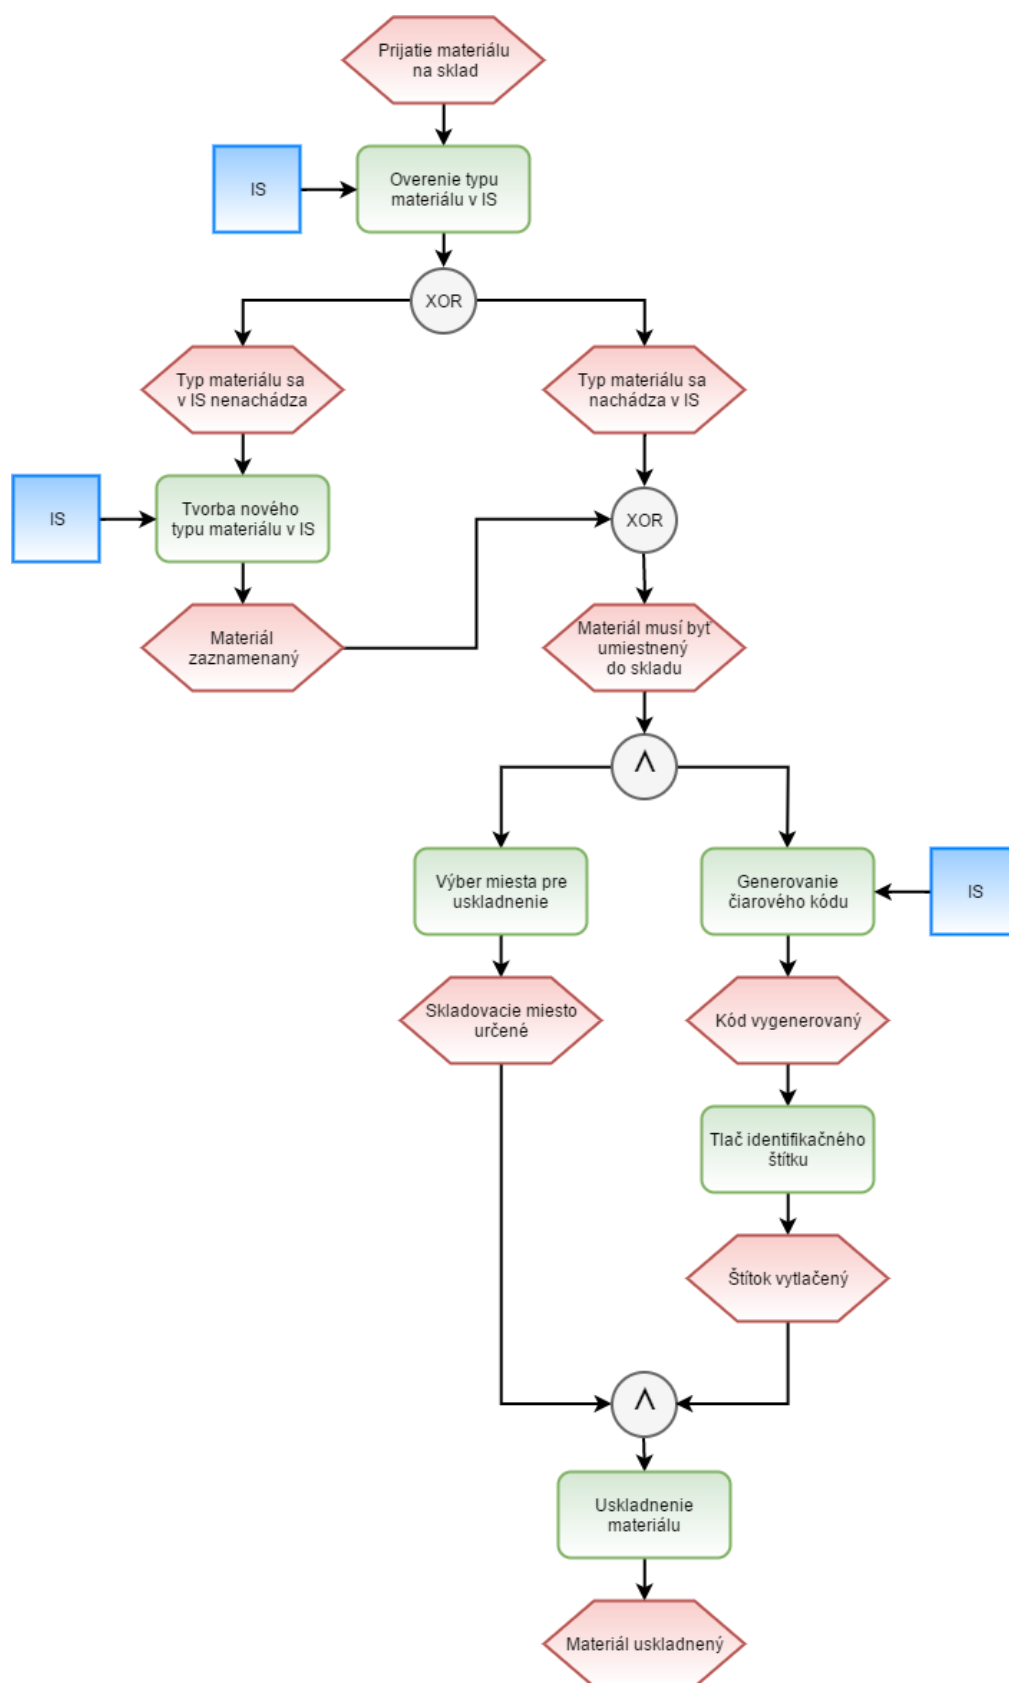 Prijatie materiálu
na sklad
IS
Overenie typu
materiálu v IS
XOR
Typ materiálu sa
v IS nenachádza
Typ materiálu sa
nachádza v IS
IS
Tvorba nového
typu materiálu v IS
XOR
Materiál
zaznamenaný
Materiál musí byť
umiestnený
do skladu
^
Výber miesta pre
uskladnenie
Generovanie
čiarového kódu
IS
Skladovacie miesto
určené
Kód vygenerovaný
Tlač identifikačného
štítku
Štítok vytlačený
^
Uskladnenie
materiálu
Materiál uskladnený